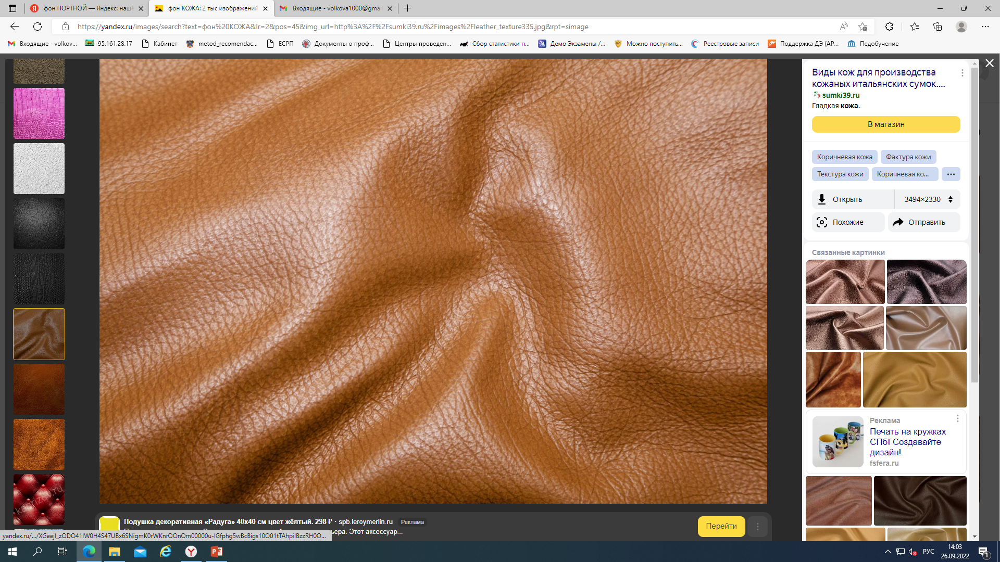 фон ПОРТНОЙ — Яндекс: наш
фон КОЖА: 2 тыс изображений
Входящие - volkova1000@gmai
https://yandex.ru/images/search?text=фон%20КОЖА&lr=2&pos=45&img_url=http%3A%2F%2Fsumki39.ru%2Fimages%2Fleather_texture335.jpg&rpt=simage
Входящие - volkov...
95.161.28.17
Кабинет
metod_recomendac...
ЕСРП
Документы о проф...
Центры проведен...
Сбор статистики п...
Демо Экзамены /...
Можно поступить...
Реестровые записи
Поддержка ДЭ (АР...
Педобучение
Виды кож для производства
кожаных итальянских сумок....
sumki39.ru
Гладкая кожа.
В магазин
Коричневая кожа
Фактура кожи
Текстура кожи
Коричневая ко...
Открыть
3494×2330
Похожие
Отправить
Связанные картинки
Реклама
Печать на кружках
СПб! Создавайте
дизайн!
fsfera.ru
Подушка декоративная «Радуга» 40x40 см цвет жёлтый. 298 ₽ · spb.leroymerlin.ru
Реклама
ьера. Этот аксессуар...
Перейти
14:03
РУС
26.09.2022
1